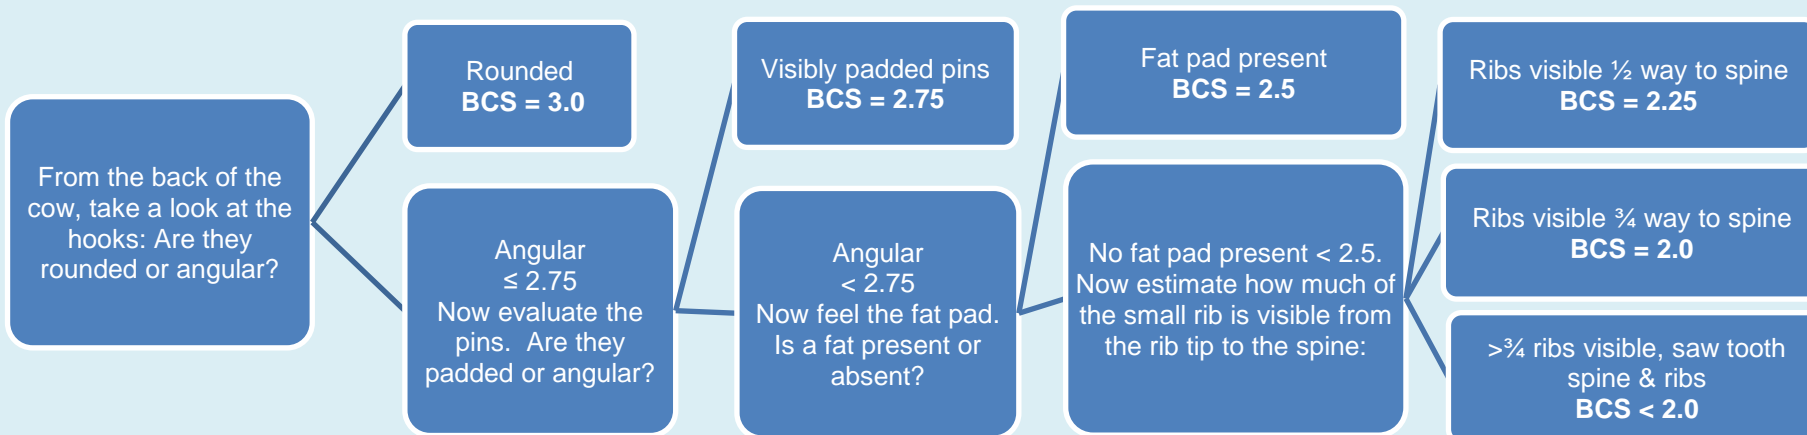 From the back of the
cow, take a look at the
hooks: Are they
rounded or angular?
Rounded
BCS = 3.0
Angular
≤ 2.75
Now evaluate the
pins.  Are they
padded or angular?
Visibly padded pins
BCS = 2.75
Angular
< 2.75
Now feel the fat pad.
Is a fat present or
absent?
Fat pad present
BCS = 2.5
No fat pad present < 2.5.
Now estimate how much of
the small rib is visible from
the rib tip to the spine:
Ribs visible ½ way to spine
BCS = 2.25
Ribs visible ¾ way to spine
BCS = 2.0
>¾ ribs visible, saw tooth
spine & ribs
BCS < 2.0